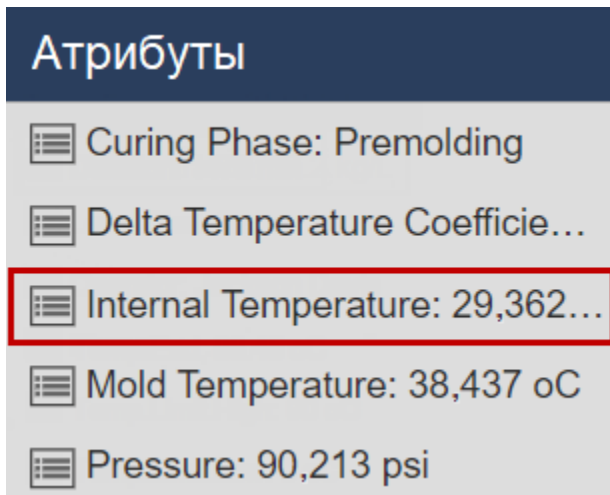 Атрибуты
Curing Phase: Premolding
Delta Temperature Coefficie...
Internal Temperature: 29,362...
Mold Temperature: 38,437 oC
Pressure: 90,213 psi